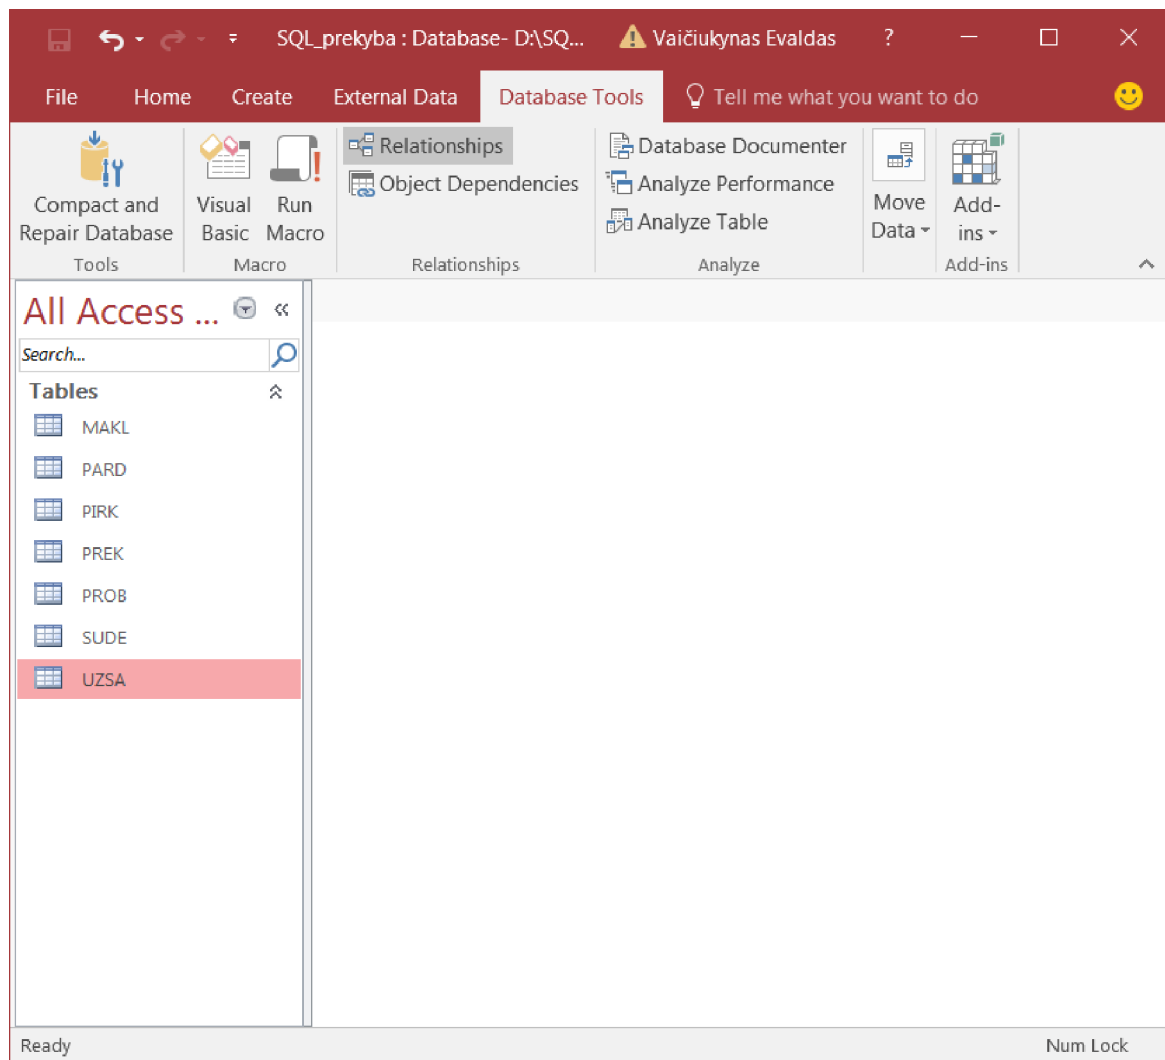 SQL_prekyba : Database- D:\SQ... Vaičiukynas Evaldas ?
File Home Create External Data Database Tools Tell me what you want to do
Compact and Repair Database
Visual Basic
Run Macro
Relationships
Object Dependencies
Database Documenter
Analyze Performance
Analyze Table
Move Data
Add-ins
Tools Macro Relationships Analyze Add-ins
All Access ...
Search...
Tables
MAKL
PARD
PIRK
PREK
PROB
SUDE
UZSA
Ready Num Lock